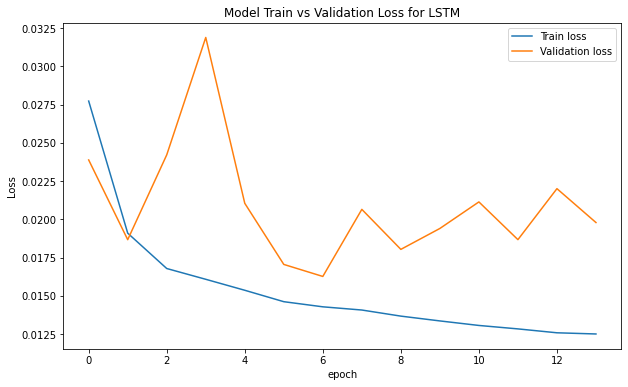 Model Train vs Validation Loss for LSTM
Train loss
Validation loss
0.0325
0.0300
0.0275
0.0250
0.0225
0.0200
0.0175
0.0150
0.0125
Loss
0 2 4 6 8 10 12
epoch